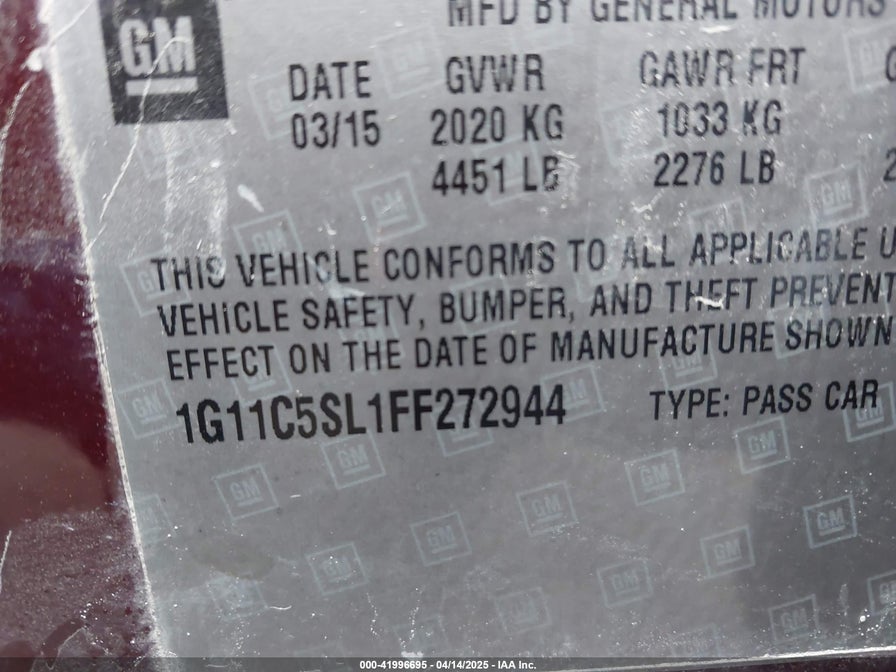 GM
MFD BY GENERAL MOTORS
DATE GVWR GAWR FRT
03/15 2020 KG 1033 KG
4451 LB 2276 LB
THIS VEHICLE CONFORMS TO ALL APPLICABLE U
VEHICLE SAFETY, BUMPER, AND THEFT PREVENT
EFFECT ON THE DATE OF MANUFACTURE SHOWN
1G11C5SL1FF272944 TYPE: PASS CAR
000-41996695 - 04/14/2025 - IAA Inc.